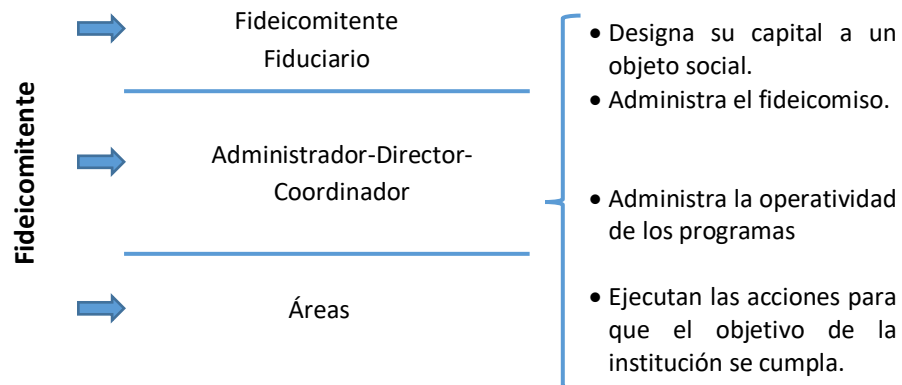 Fideicomitente
Fideicomitente
Fiduciario
Administrador-Director-
Coordinador
Áreas
• Designa su capital a un
objeto social.
• Administra el fideicomiso.
• Administra la operatividad
de los programas
• Ejecutan las acciones para
que el objetivo de la
institución se cumpla.